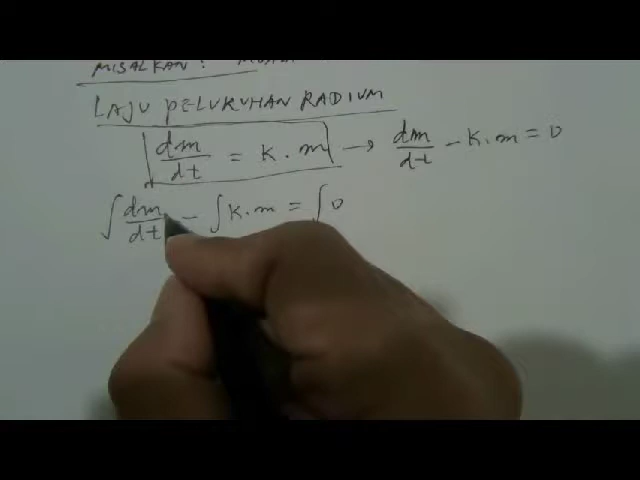 MISALKAN:
LAJU PELURUHAN RADIUM
dm/dt = K . m → dm/dt - K.m = 0
∫ dm/dt - ∫ K.m = ∫ 0